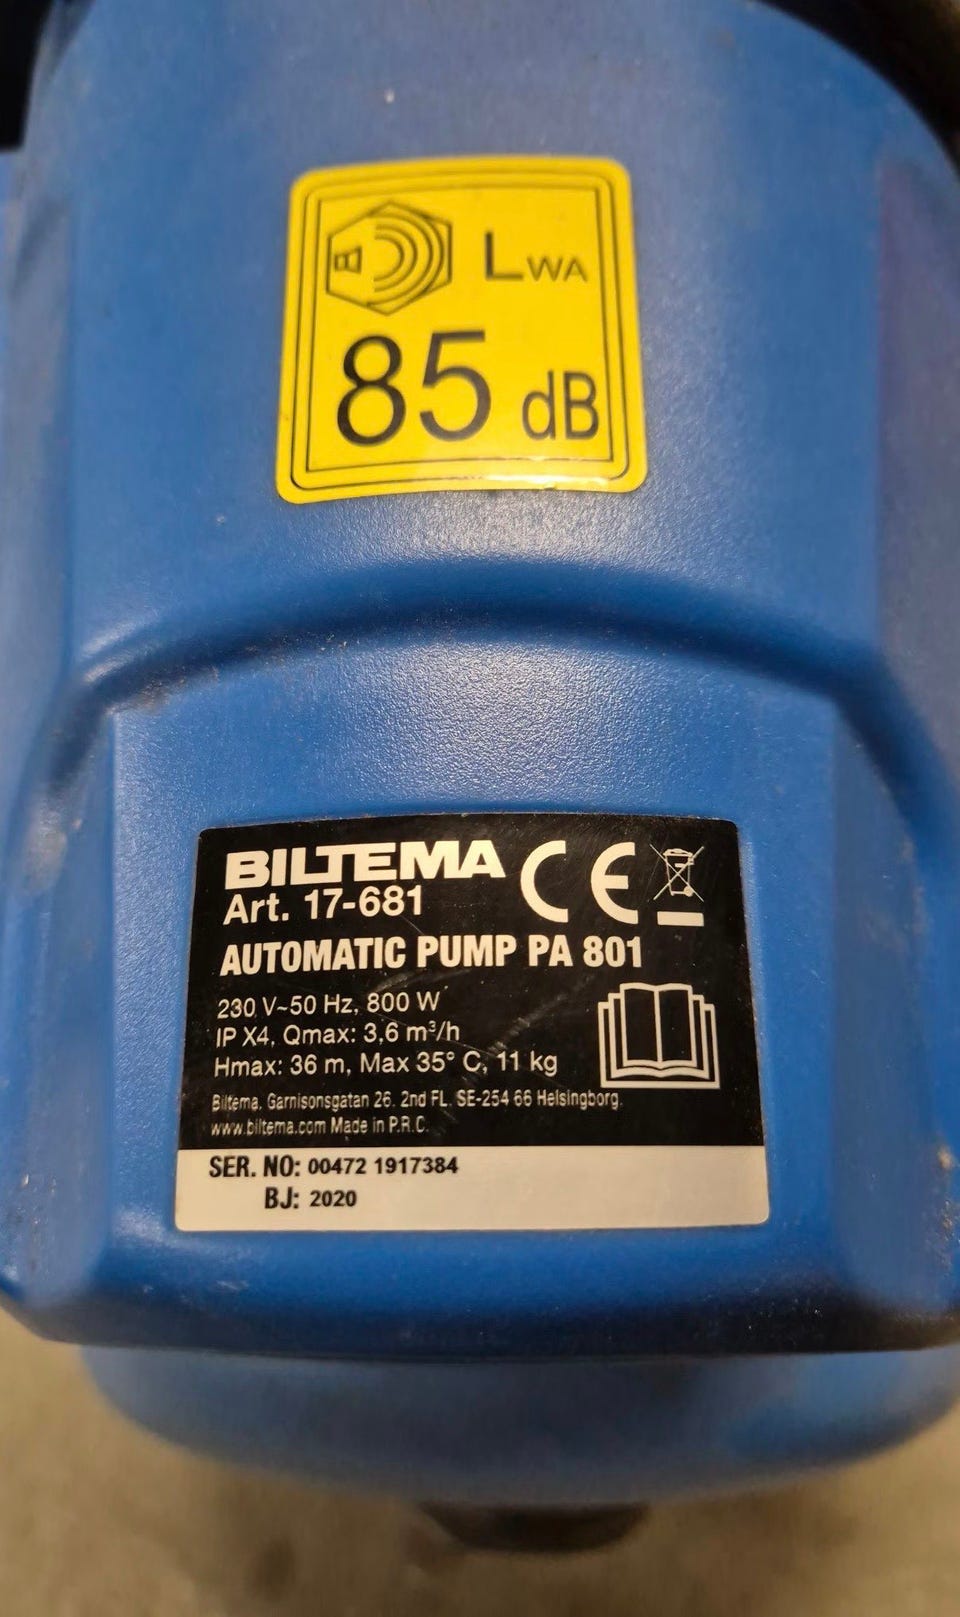 LWA
85 dB
BILTEMA CE
Art. 17-681
AUTOMATIC PUMP PA 801
230 V~50 Hz, 800 W
IP X4, Qmax: 3,6 m³/h
Hmax: 36 m, Max 35° C, 11 kg
Biltema, Garnisonsgatan 26, 2nd FL. SE-254 66 Helsingborg.
www.biltema.com Made in P.R.C.
SER. NO: 00472 1917384
BJ: 2020